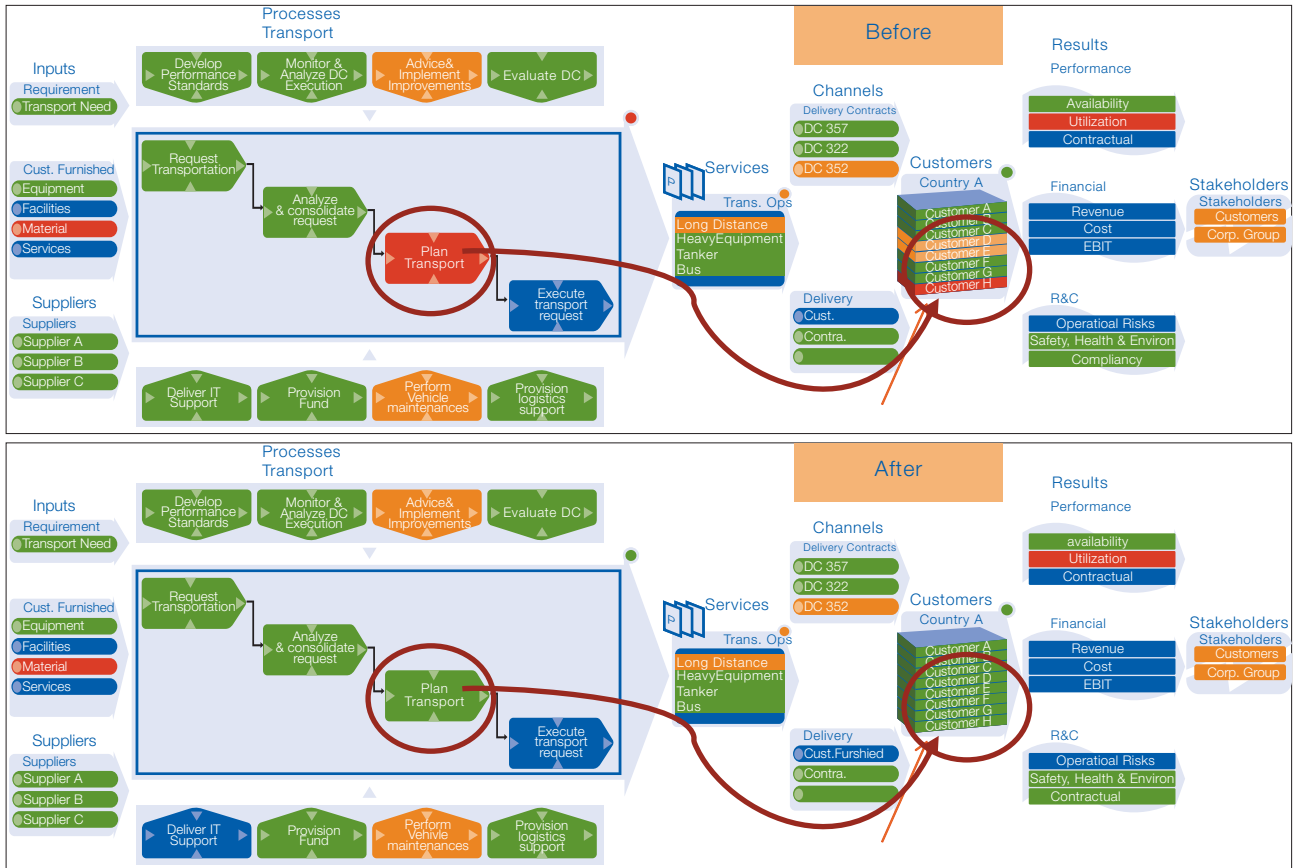 Processes
Transport
Before
Inputs
Requirement
Transport Need
Develop
Performance
Standards
Monitor &
Analyze DC
Execution
Advice&
Implement
Improvements
Evaluate DC
Cust. Furnished
Equipment
Facilities
Material
Services
Suppliers
Suppliers
Supplier A
Supplier B
Supplier C
Request
Transportation
Analyze
& consolidate
request
Plan
Transport
Execute
transport
request
Deliver IT
Support
Provision
Fund
Perform
Vehicle
maintenances
Provision
logistics
support
Services
Trans. Ops
Long Distance
HeavyEquipment
Tanker
Bus
Channels
Delivery Contracts
DC 357
DC 322
DC 352
Delivery
Cust.
Contra.
Customers
Country A
Customer A
Customer C
Customer D
Customer E
Customer F
Customer G
Customer H
Results
Performance
Availability
Utilization
Contractual
Financial
Revenue
Cost
EBIT
R&C
Operatioal Risks
Safety, Health & Environ
Compliancy
Stakeholders
Stakeholders
Customers
Corp. Group
Processes
Transport
After
Inputs
Requirement
Transport Need
Develop
Performance
Standards
Monitor &
Analyze DC
Execution
Advice&
Implement
Improvements
Evaluate DC
Cust. Furnished
Equipment
Facilities
Material
Services
Suppliers
Suppliers
Supplier A
Supplier B
Supplier C
Request
Transportation
Analyze
& consolidate
request
Plan
Transport
Execute
transport
request
Deliver IT
Support
Provision
Fund
Perform
Vehivle
maintenances
Provision
logistics
support
Services
Trans. Ops
Long Distance
HeavyEquipment
Tanker
Bus
Channels
Delivery Contracts
DC 357
DC 322
DC 352
Delivery
Cust.Furshied
Contra.
Customers
Country A
Customer A
Customer C
Customer D
Customer E
Customer F
Customer G
Customer H
Results
Performance
availability
Utilization
Contractual
Financial
Revenue
Cost
EBIT
R&C
Operatioal Risks
Safety, Health & Environ
Contractual
Stakeholders
Stakeholders
Customers
Corp. Group